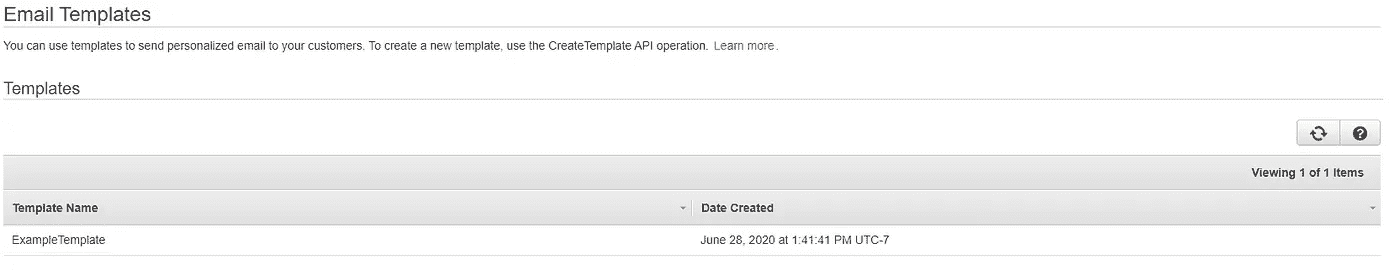 Email Templates
You can use templates to send personalized email to your customers. To create a new template, use the CreateTemplate API operation. Learn more.
Templates
Viewing 1 of 1 Items
Template Name Date Created
ExampleTemplate June 28, 2020 at 1:41:41 PM UTC-7